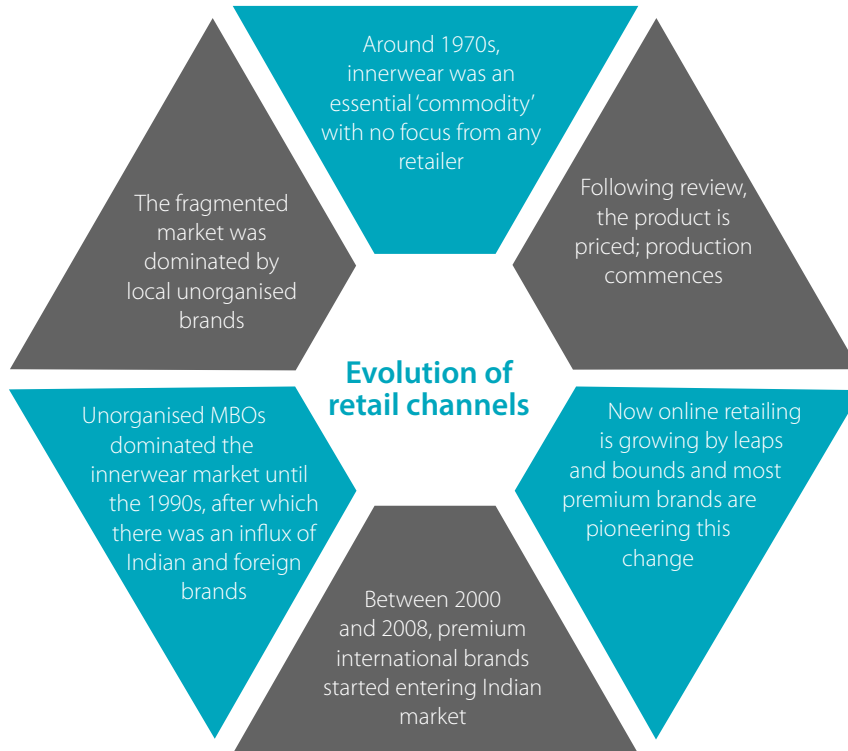 Around 1970s,
innerwear was an
essential 'commodity'
with no focus from any
retailer
Following review,
the product is
priced; production
commences
The fragmented
market was
dominated by
local unorganised
brands
Evolution of
retail channels
Unorganised MBOs
dominated the
innerwear market until
the 1990s, after which
there was an influx of
Indian and foreign
brands
Now online retailing
is growing by leaps
and bounds and most
premium brands are
pioneering this
change
Between 2000
and 2008, premium
international brands
started entering Indian
market